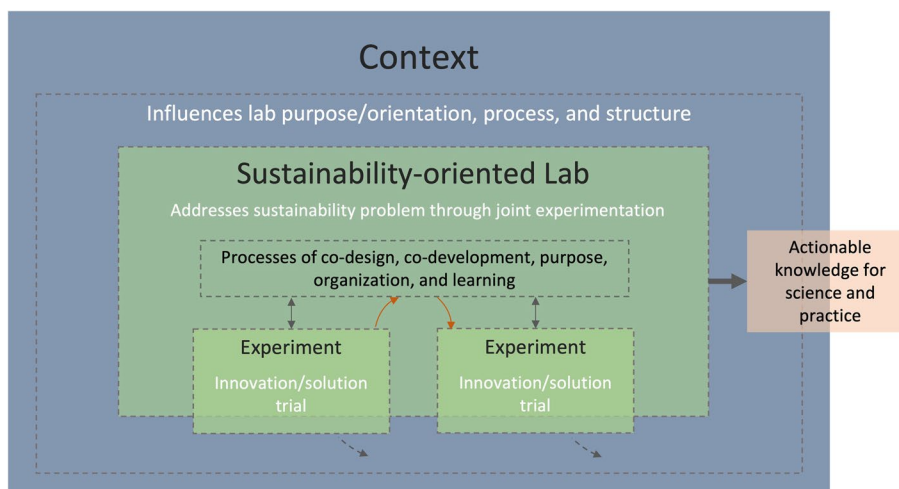 Context
Influences lab purpose/orientation, process, and structure
Sustainability-oriented Lab
Addresses sustainability problem through joint experimentation
Processes of co-design, co-development, purpose,
organization, and learning
Experiment
Innovation/solution
trial
Experiment
Innovation/solution
trial
Actionable
knowledge for
science and
practice